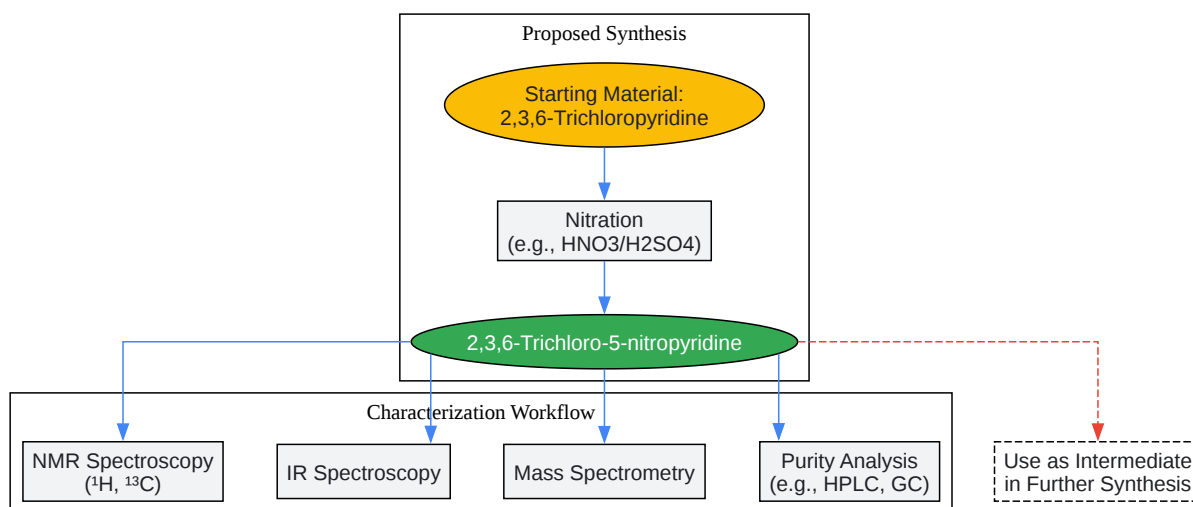 Proposed Synthesis
Starting Material:
2,3,6-Trichloropyridine
Nitration
(e.g., HNO3/H2SO4)
2,3,6-Trichloro-5-nitropyridine
Characterization Workflow
NMR Spectroscopy
(¹H, ¹³C)
IR Spectroscopy
Mass Spectrometry
Purity Analysis
(e.g., HPLC, GC)
Use as Intermediate
in Further Synthesis